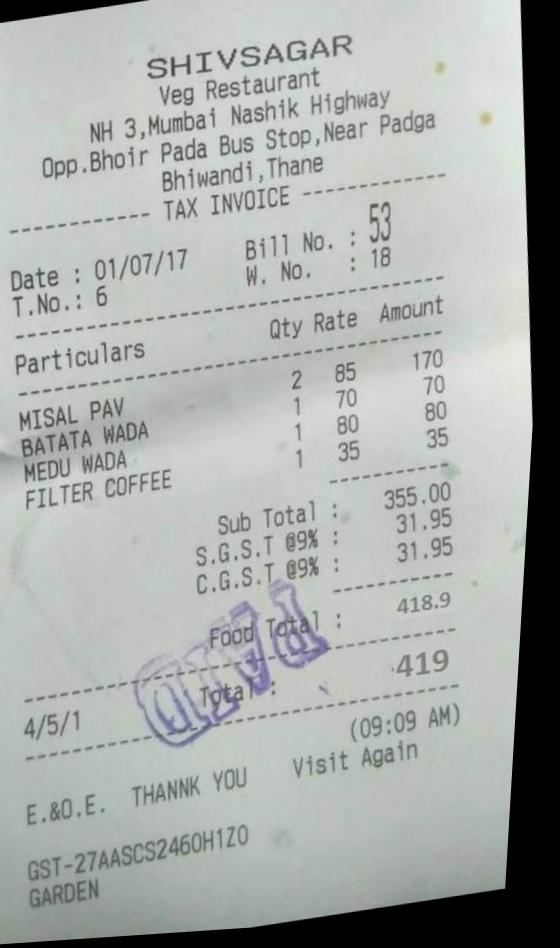 SHIVSAGAR
Veg Restaurant
NH 3,Mumbai Nashik Highway
Opp.Bhoir Pada Bus Stop,Near Padga
Bhiwandi,Thane
----------- TAX INVOICE -----------
Date : 01/07/17 Bill No. : 53
T.No.: 6 W. No. : 18
Particulars Qty Rate Amount
MISAL PAV 2 85 170
BATATA WADA 1 70 70
MEDU WADA 1 80 80
FILTER COFFEE 1 35 35
Sub Total : 355.00
S.G.S.T @9% : 31.95
C.G.S.T @9% : 31.95
Food Total : 418.9
PAID
Total : 419
4/5/1
(09:09 AM)
E.&O.E. THANNK YOU Visit Again
GST-27AASCS2460H1ZO
GARDEN